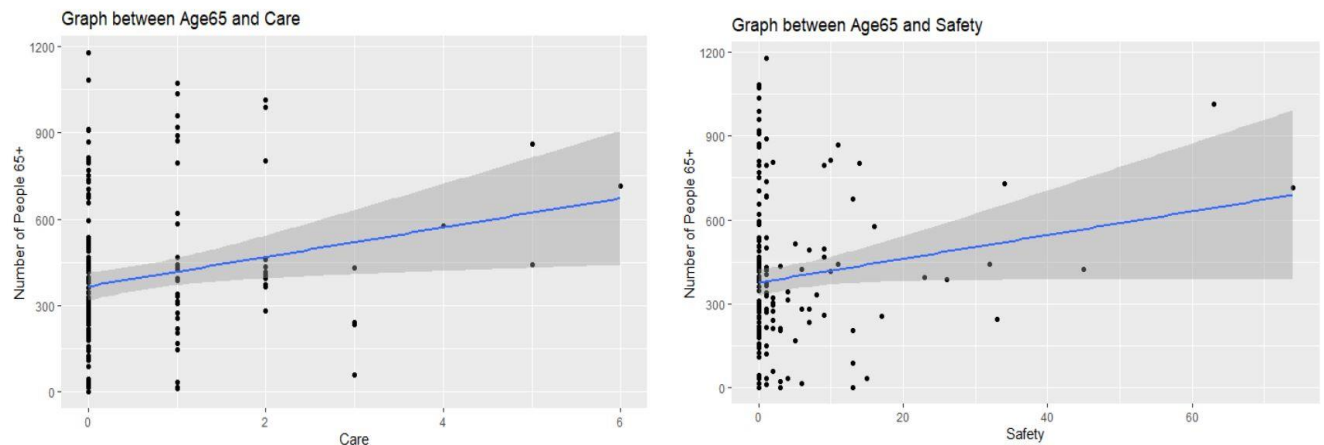 Graph between Age65 and Care
Number of People 65+
1200
900
600
300
0
0 2 4 6
Care
Graph between Age65 and Safety
Number of People 65+
1200
900
600
300
0
0 20 40 60
Safety